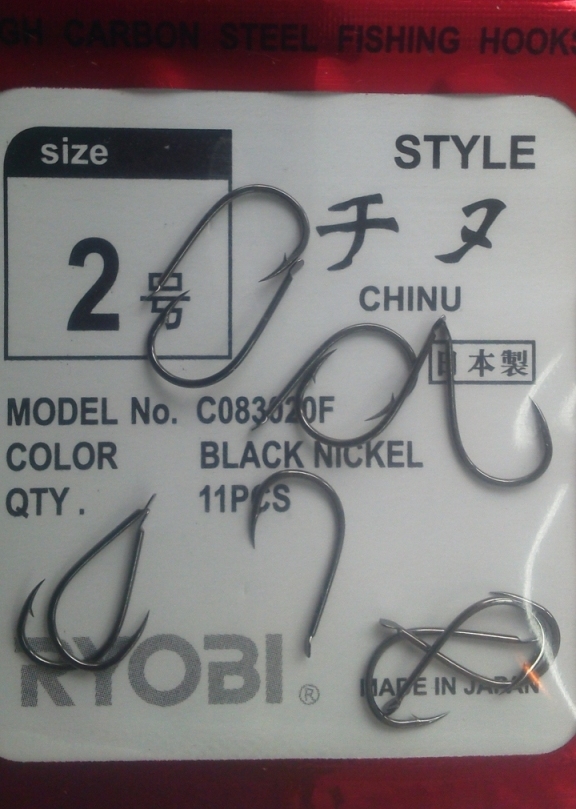 GH CARBON STEEL FISHING HOOKS
size
STYLE
2号
チヌ
CHINU
日本製
MODEL No. C083020F
COLOR BLACK NICKEL
QTY. 11PCS
RYOBI®
MADE IN JAPAN